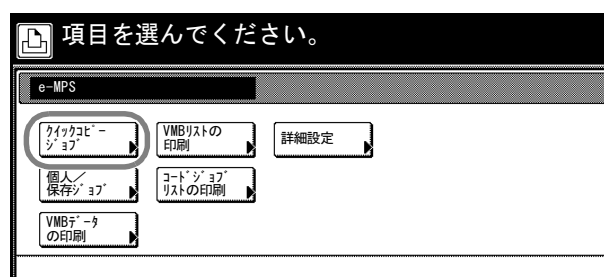 項目を選んでください。
e-MPS
ｸｲｯｸｺﾋﾟｰ
ｼﾞｮﾌﾞ
VMBﾘｽﾄの
印刷
詳細設定
個人／
保存ｼﾞｮﾌﾞ
ｺｰﾄﾞｼﾞｮﾌﾞ
ﾘｽﾄの印刷
VMBﾃﾞｰﾀ
の印刷